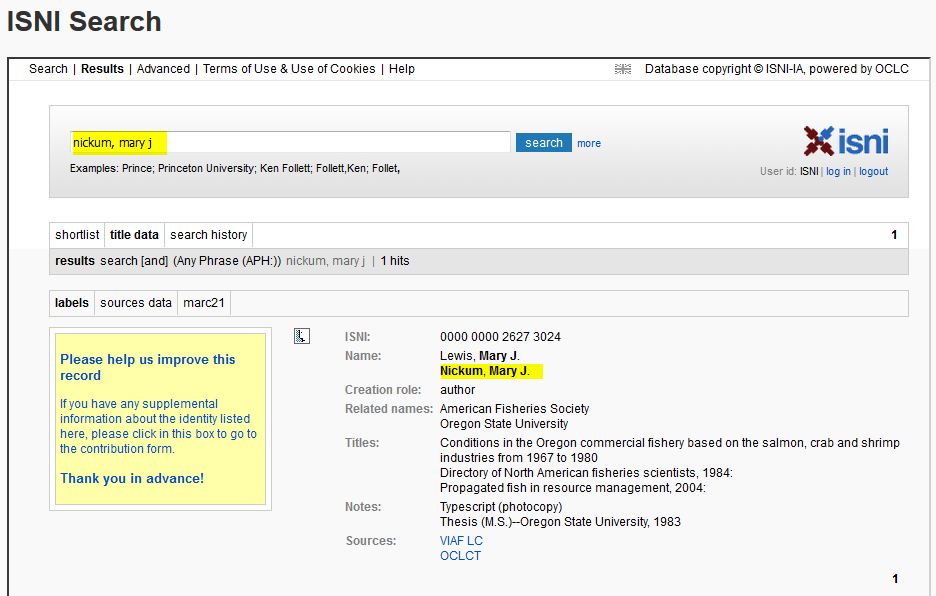 ISNI Search
Search | Results | Advanced | Terms of Use & Use of Cookies | Help
Database copyright © ISNI-IA, powered by OCLC
nickum, mary j
search more
Examples: Prince; Princeton University; Ken Follett; Follett,Ken; Follet,
isni
User id: ISNI | log in | logout
shortlist title data search history 1
results search [and] (Any Phrase (APH:)) nickum, mary j | 1 hits
labels sources data marc21
Please help us improve this
record
If you have any supplemental
information about the identity listed
here, please click in this box to go to
the contribution form.
Thank you in advance!
ISNI: 0000 0000 2627 3024
Name: Lewis, Mary J.
Nickum, Mary J.
Creation role: author
Related names: American Fisheries Society
Oregon State University
Titles: Conditions in the Oregon commercial fishery based on the salmon, crab and shrimp
industries from 1967 to 1980
Directory of North American fisheries scientists, 1984:
Propagated fish in resource management, 2004:
Notes: Typescript (photocopy)
Thesis (M.S.)--Oregon State University, 1983
Sources: VIAF LC
OCLCT
1